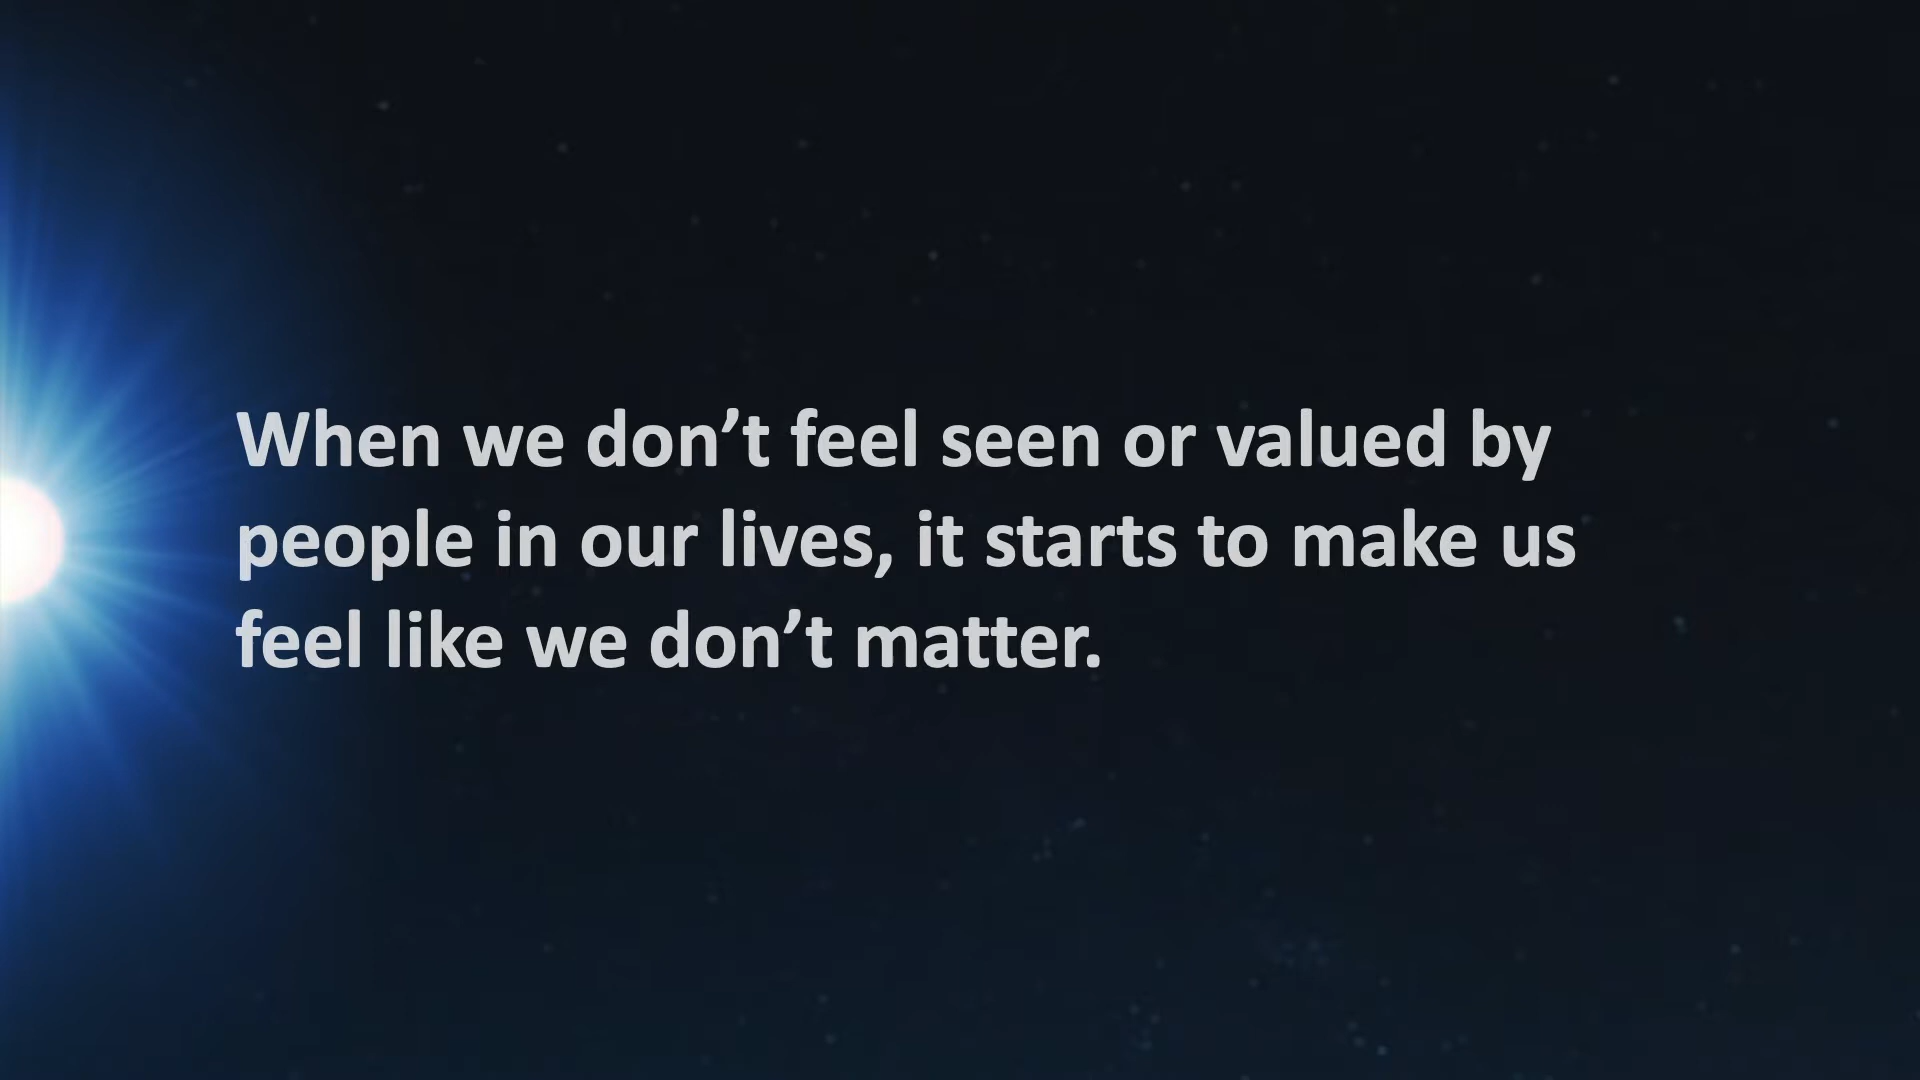 When we don’t feel seen or valued by
people in our lives, it starts to make us
feel like we don’t matter.